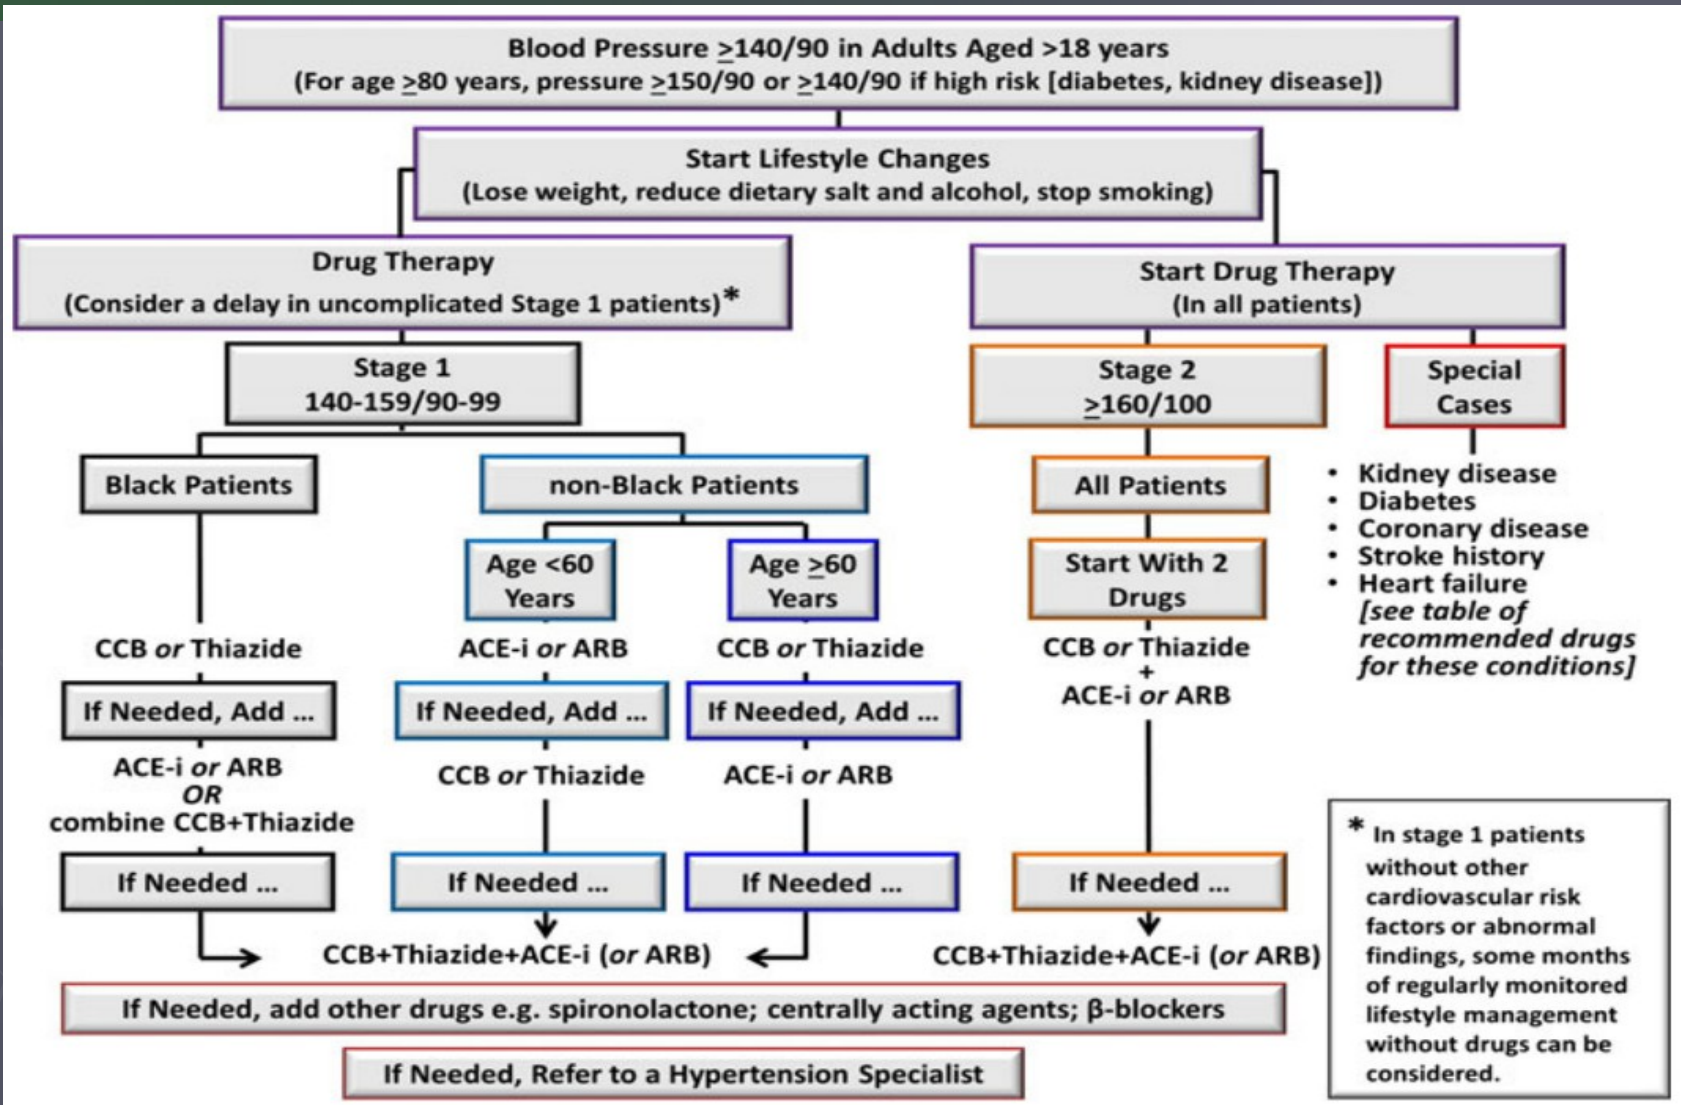 Blood Pressure ≥140/90 in Adults Aged >18 years
(For age ≥80 years, pressure ≥150/90 or ≥140/90 if high risk [diabetes, kidney disease])
Start Lifestyle Changes
(Lose weight, reduce dietary salt and alcohol, stop smoking)
Drug Therapy
(Consider a delay in uncomplicated Stage 1 patients)*
Start Drug Therapy
(In all patients)
Stage 1
140-159/90-99
Stage 2
≥160/100
Special
Cases
Black Patients
non-Black Patients
All Patients
Age <60
Years
Age ≥60
Years
Start With 2
Drugs
• Kidney disease
• Diabetes
• Coronary disease
• Stroke history
• Heart failure
[see table of
recommended drugs
for these conditions]
CCB or Thiazide
ACE-i or ARB
CCB or Thiazide
CCB or Thiazide
+
ACE-i or ARB
If Needed, Add ...
If Needed, Add ...
If Needed, Add ...
ACE-i or ARB
OR
combine CCB+Thiazide
CCB or Thiazide
ACE-i or ARB
If Needed ...
If Needed ...
If Needed ...
If Needed ...
CCB+Thiazide+ACE-i (or ARB)
CCB+Thiazide+ACE-i (or ARB)
If Needed, add other drugs e.g. spironolactone; centrally acting agents; β-blockers
If Needed, Refer to a Hypertension Specialist
* In stage 1 patients
without other
cardiovascular risk
factors or abnormal
findings, some months
of regularly monitored
lifestyle management
without drugs can be
considered.